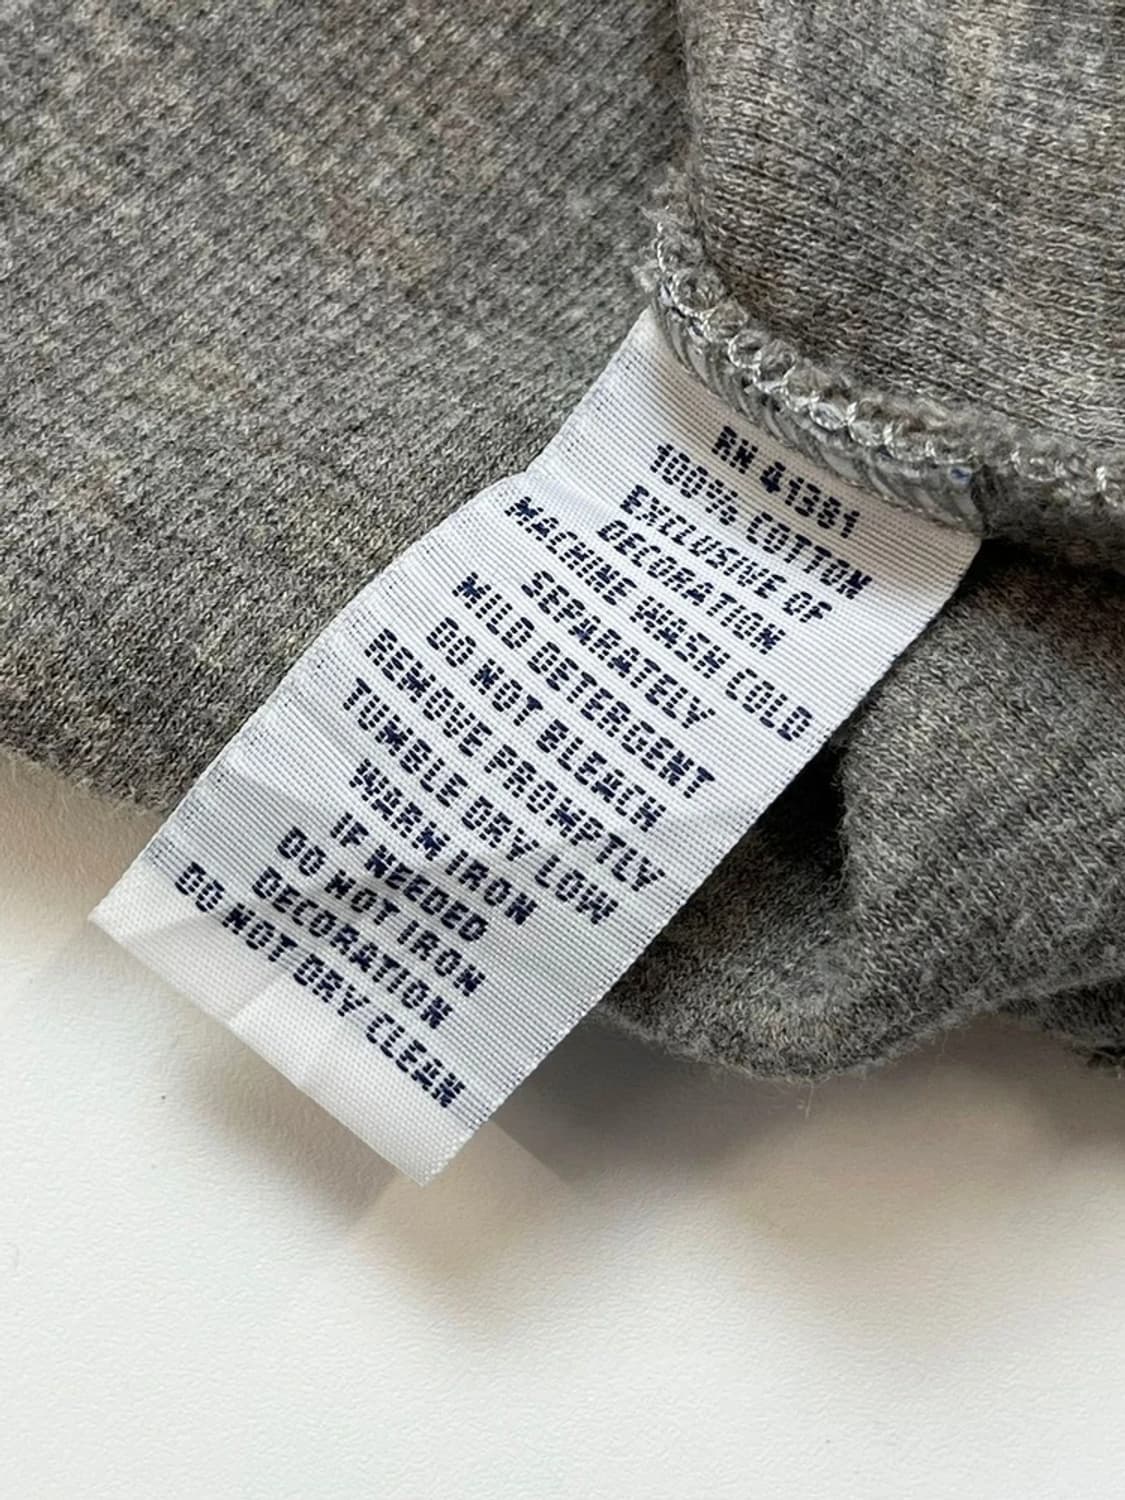 RN 41381
100% COTTON
EXCLUSIVE OF
DECORATION
MACHINE WASH COLD
SEPARATELY
MILD DETERGENT
DO NOT BLEACH
REMOVE PROMPTLY
TUMBLE DRY LOW
WARM IRON
IF NEEDED
DO NOT IRON
DECORATION
DO NOT DRY CLEAN